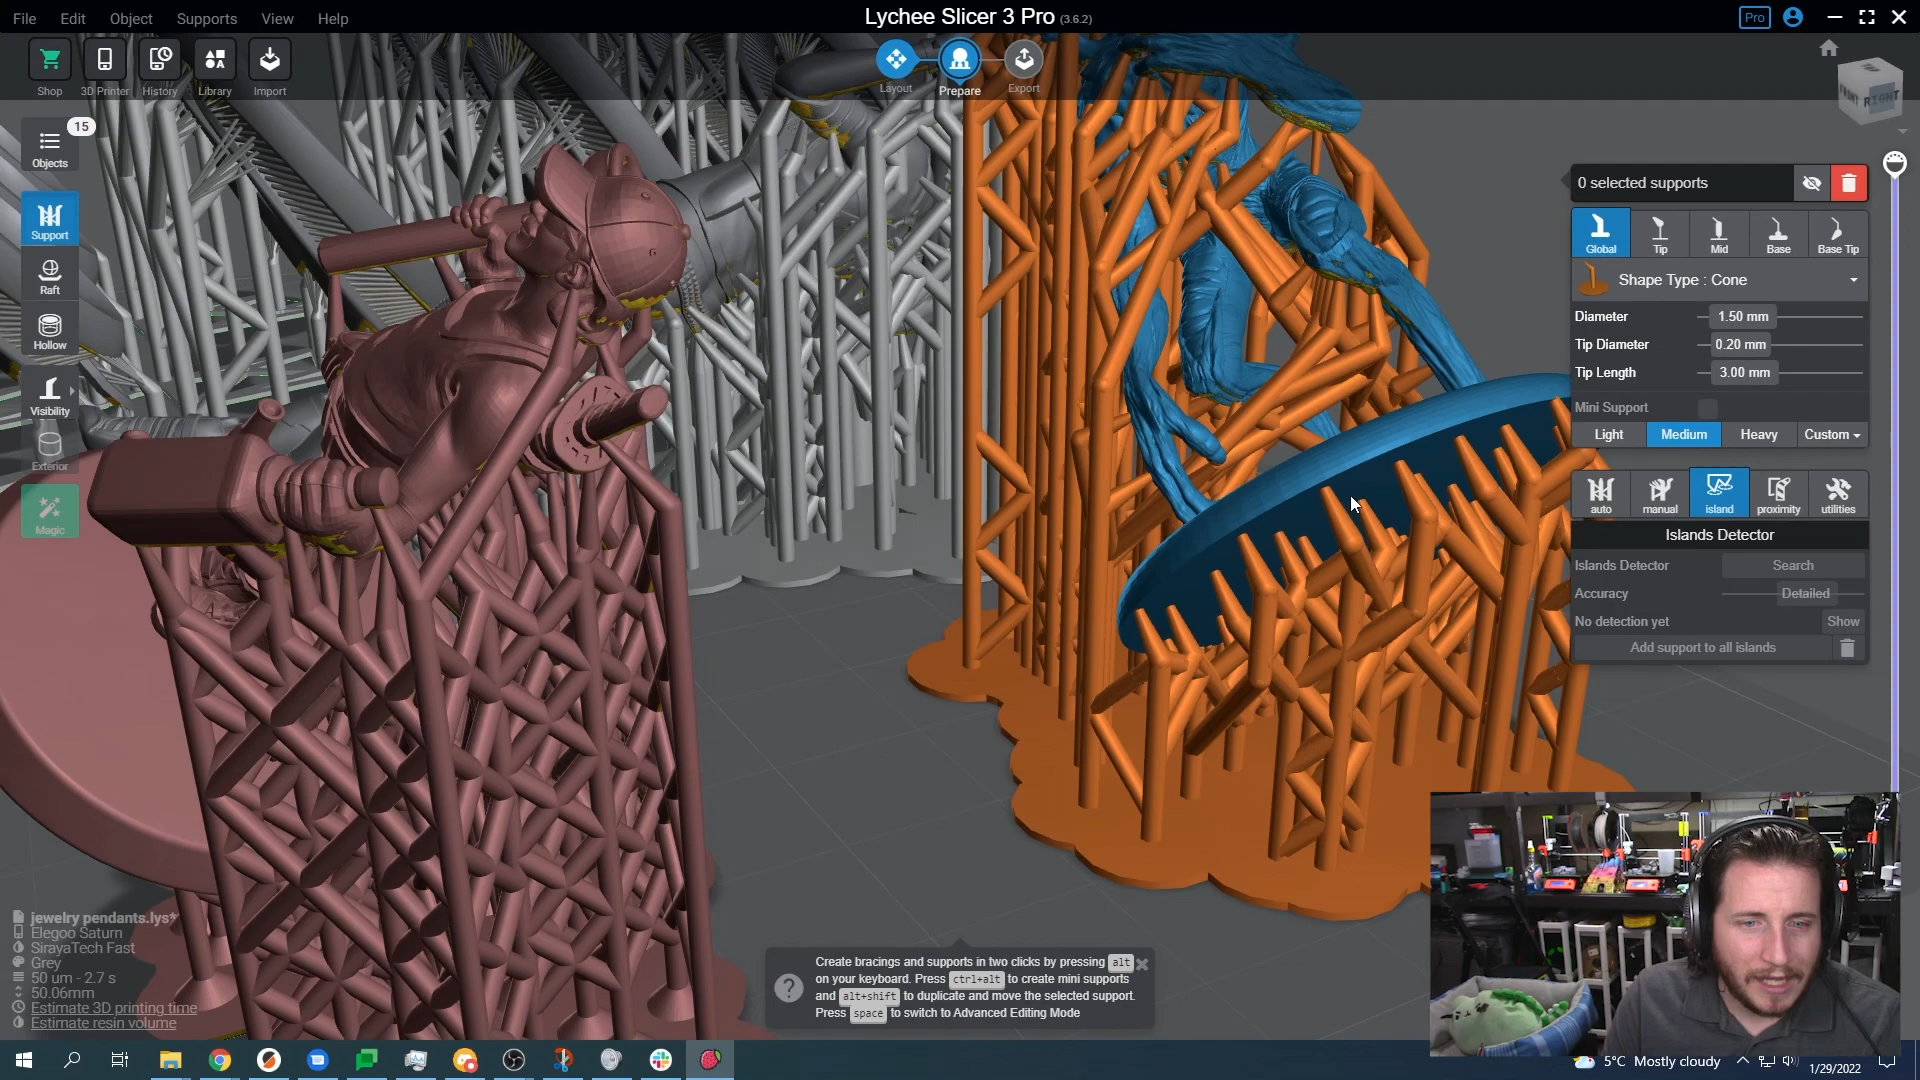 File Edit Object Supports View Help
Lychee Slicer 3 Pro (3.6.2)
Pro
Shop 3D Printer History Library Import
Layout Prepare Export
FRONT RIGHT
15
Objects
Support
Raft
Hollow
Visibility
Exterior
Magic
0 selected supports
Global Tip Mid Base Base Tip
Shape Type : Cone
Diameter 1.50 mm
Tip Diameter 0.20 mm
Tip Length 3.00 mm
Mini Support
Light Medium Heavy Custom
auto manual island proximity utilities
Islands Detector
Islands Detector Search
Accuracy Detailed
No detection yet Show
Add support to all islands
jewelry pendants.lys*
Elegoo Saturn
SirayaTech Fast
Grey
50 um - 2.7 s
50.06mm
Estimate 3D printing time
Estimate resin volume
Create bracings and supports in two clicks by pressing alt
on your keyboard. Press ctrl+alt to create mini supports
and alt+shift to duplicate and move the selected support.
Press space to switch to Advanced Editing Mode
5°C Mostly cloudy
1/29/2022